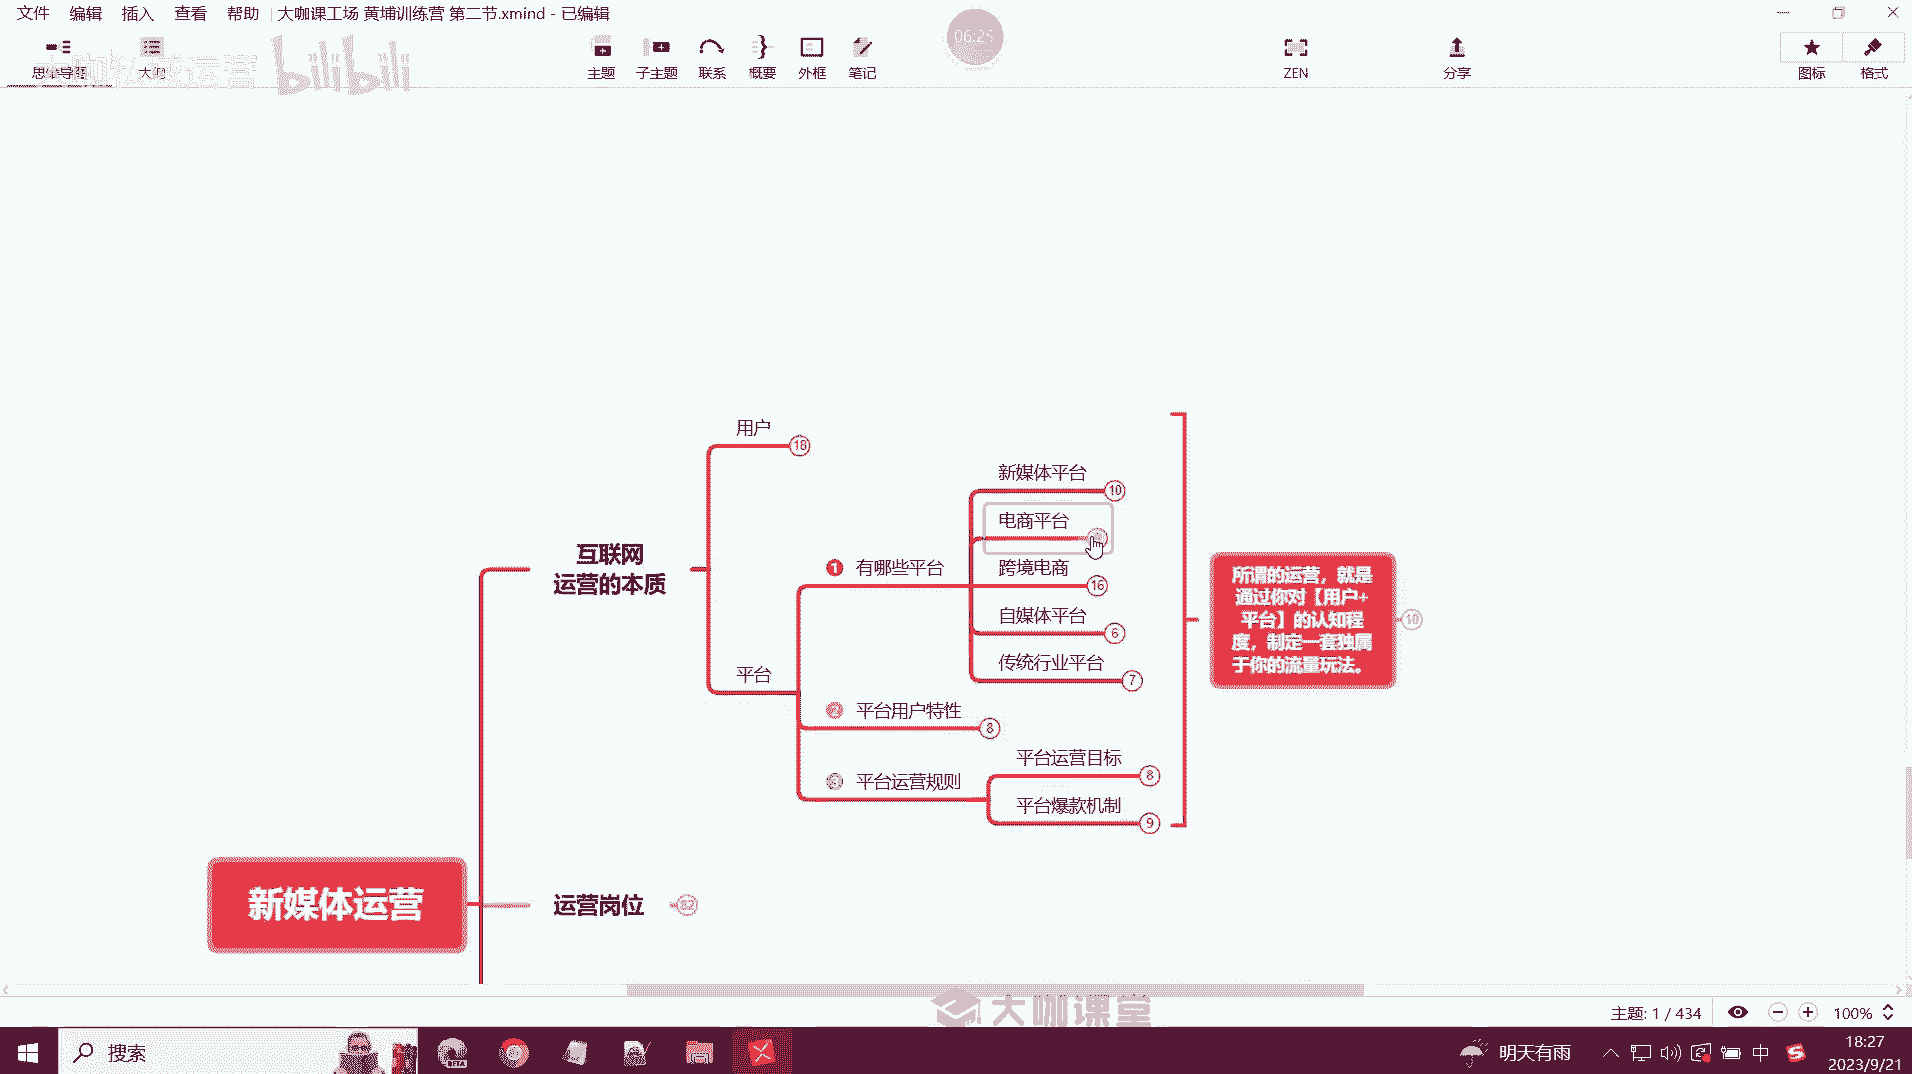 文件 编辑 插入 查看 帮助 大咖课工场 黄埔训练营 第二节.xmind - 已编辑
06:25
思维导图 大纲 主题 子主题 联系 概要 外框 笔记 ZEN 分享 图标 格式
bilibili
用户 18
新媒体平台 10
电商平台
跨境电商 16
自媒体平台 6
传统行业平台 7
1 有哪些平台
互联网
运营的本质
平台
2 平台用户特性 8
3 平台运营规则
平台运营目标 8
平台爆款机制 9
所谓的运营，就是
通过你对【用户+
平台】的认知程
度，制定一套独属
于你的流量玩法。
10
新媒体运营
运营岗位 82
大咖课堂
主题: 1 / 434 100%
搜索
BETA
明天有雨
中
18:27
2023/9/21